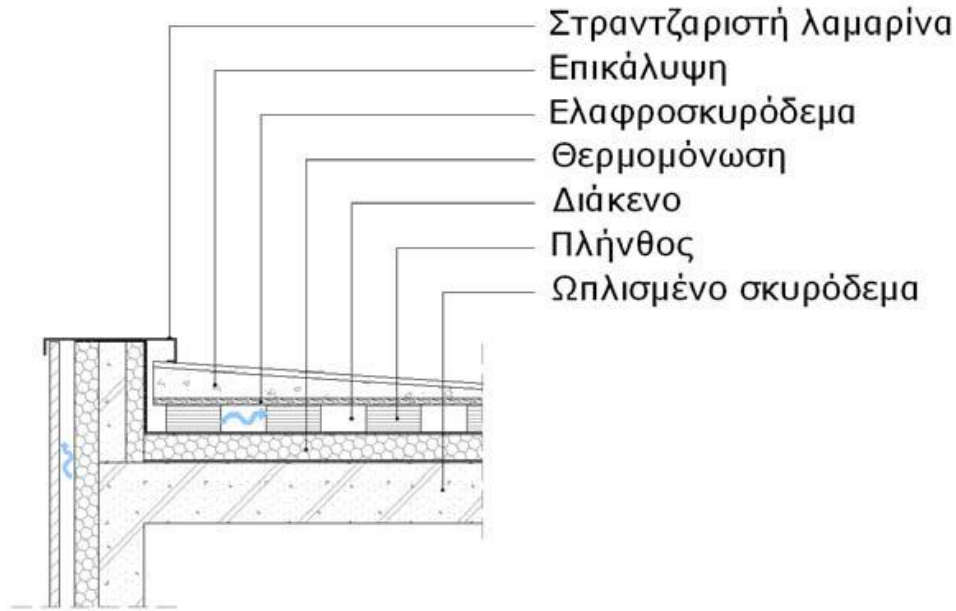 Στραντζαριστή λαμαρίνα
Επικάλυψη
Ελαφροσκυρόδεμα
Θερμομόνωση
Διάκενο
Πλήνθος
Ωπλισμένο σκυρόδεμα